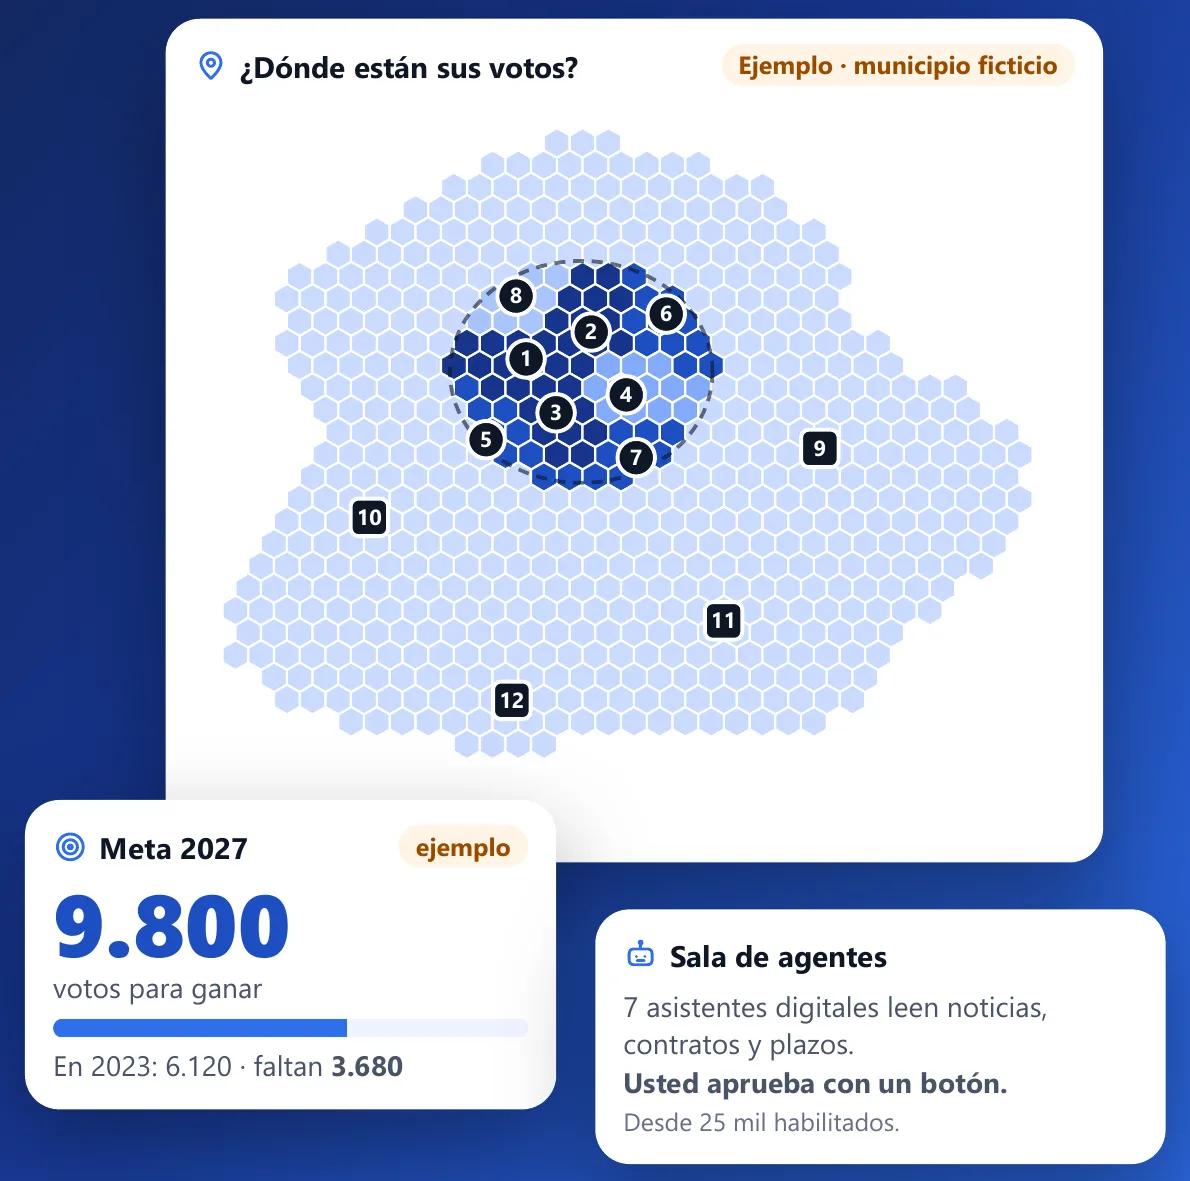 ¿Dónde están sus votos?
Ejemplo · municipio ficticio
8
6
2
1
4
3
5
7
9
10
11
12
Meta 2027
ejemplo
9.800
votos para ganar
En 2023: 6.120 · faltan 3.680
Sala de agentes
7 asistentes digitales leen noticias,
contratos y plazos.
Usted aprueba con un botón.
Desde 25 mil habilitados.